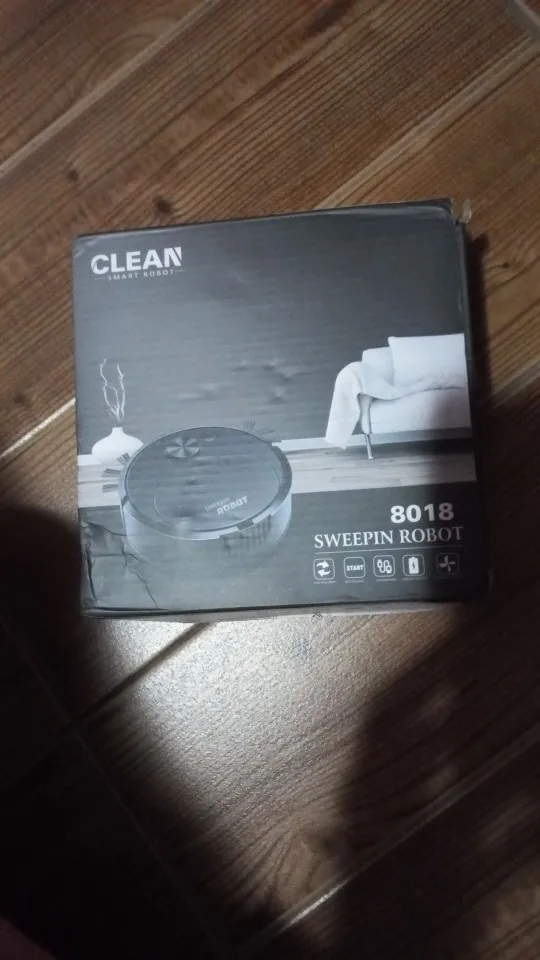 CLEAN
SMART ROBOT
ROBOT
8018
SWEEPIN ROBOT
START